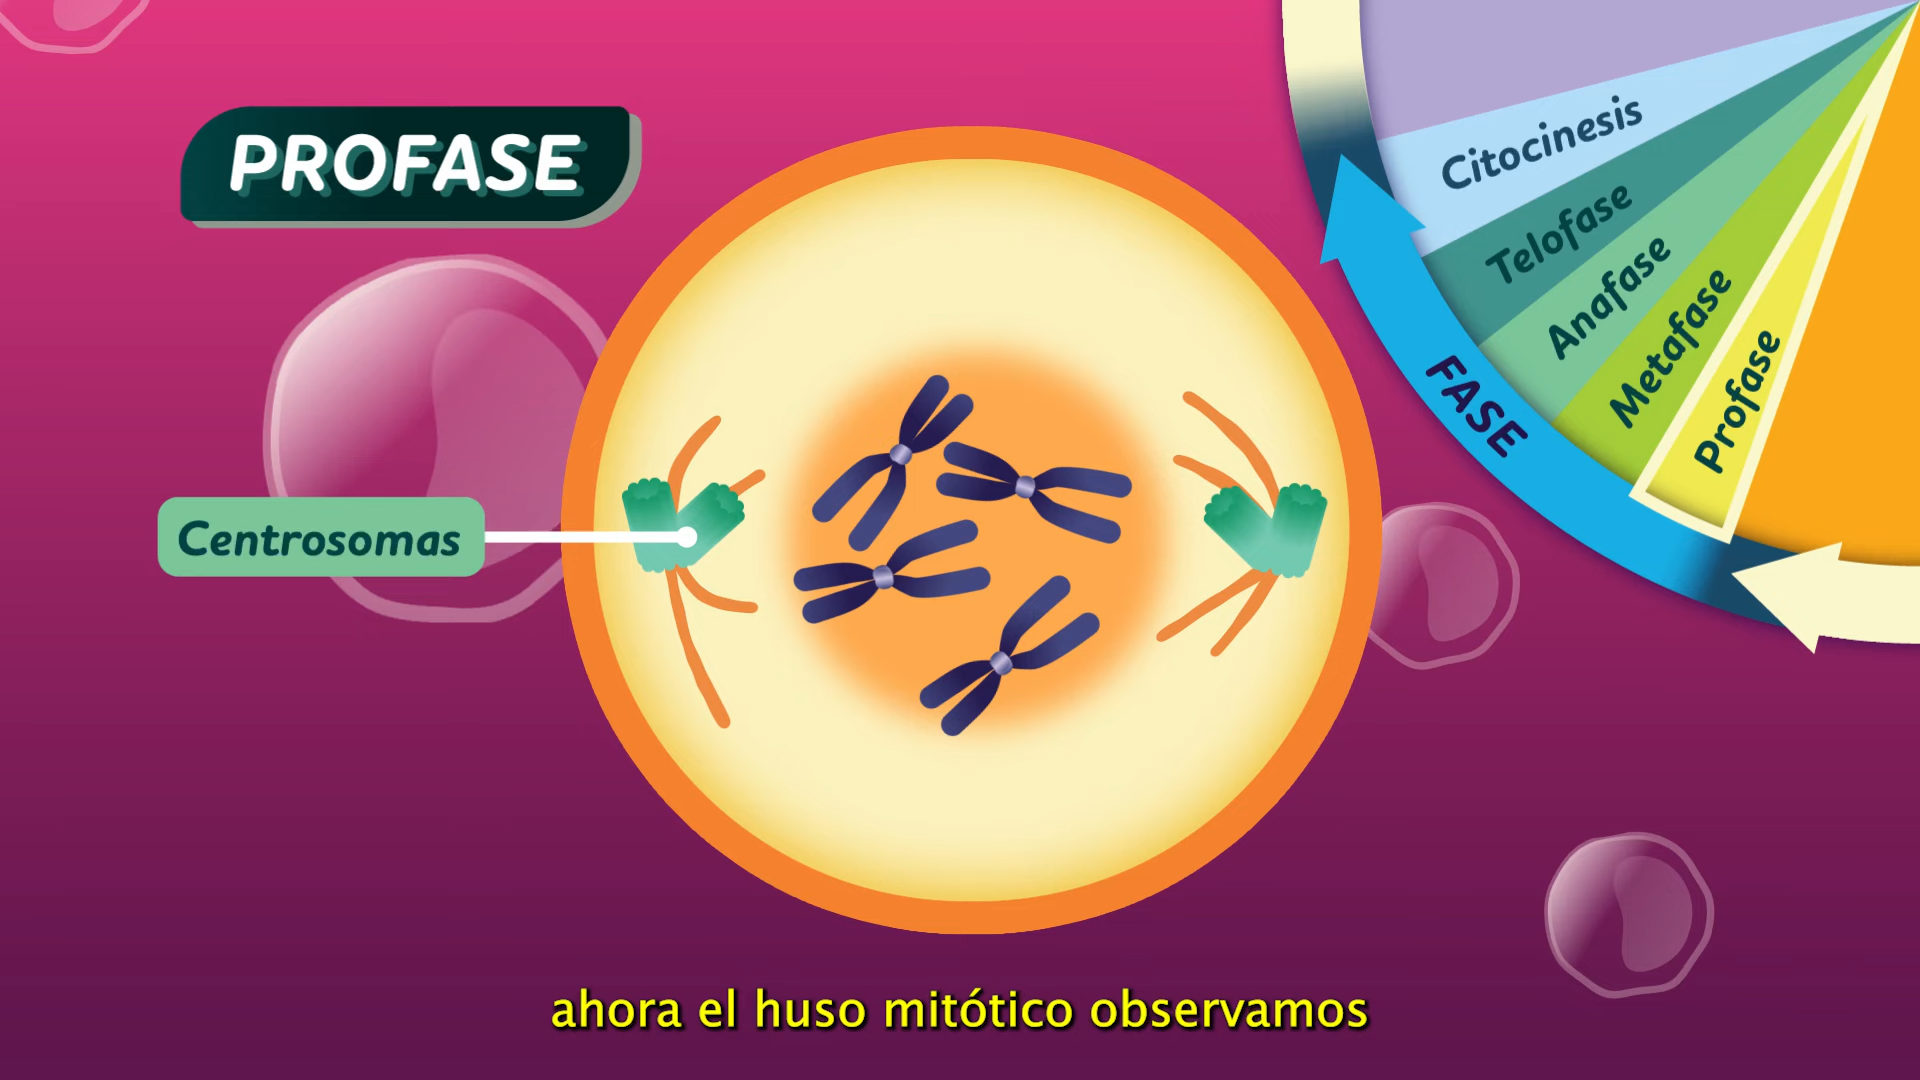 PROFASE
Centrosomas
Citocinesis
Telofase
Anafase
Metafase
Profase
FASE
ahora el huso mitótico observamos